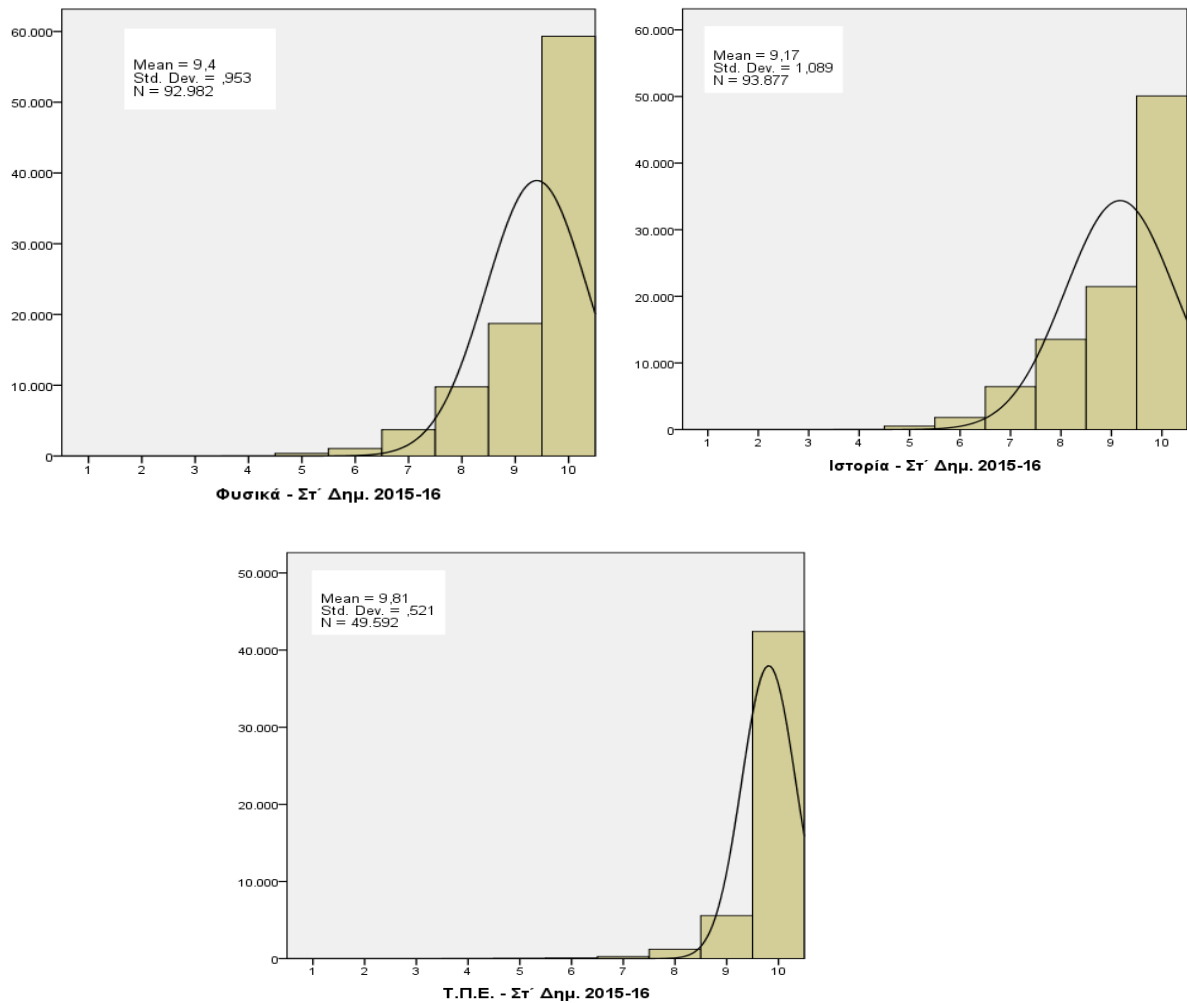 60.000
50.000
40.000
30.000
20.000
10.000
0
Mean = 9,4
Std. Dev. = ,953
N = 92.982
1 2 3 4 5 6 7 8 9 10
Φυσικά - Στ΄ Δημ. 2015-16
60.000
50.000
40.000
30.000
20.000
10.000
0
Mean = 9,17
Std. Dev. = 1,089
N = 93.877
1 2 3 4 5 6 7 8 9 10
Ιστορία - Στ΄ Δημ. 2015-16
50.000
40.000
30.000
20.000
10.000
0
Mean = 9,81
Std. Dev. = ,521
N = 49.592
1 2 3 4 5 6 7 8 9 10
Τ.Π.Ε. - Στ΄ Δημ. 2015-16